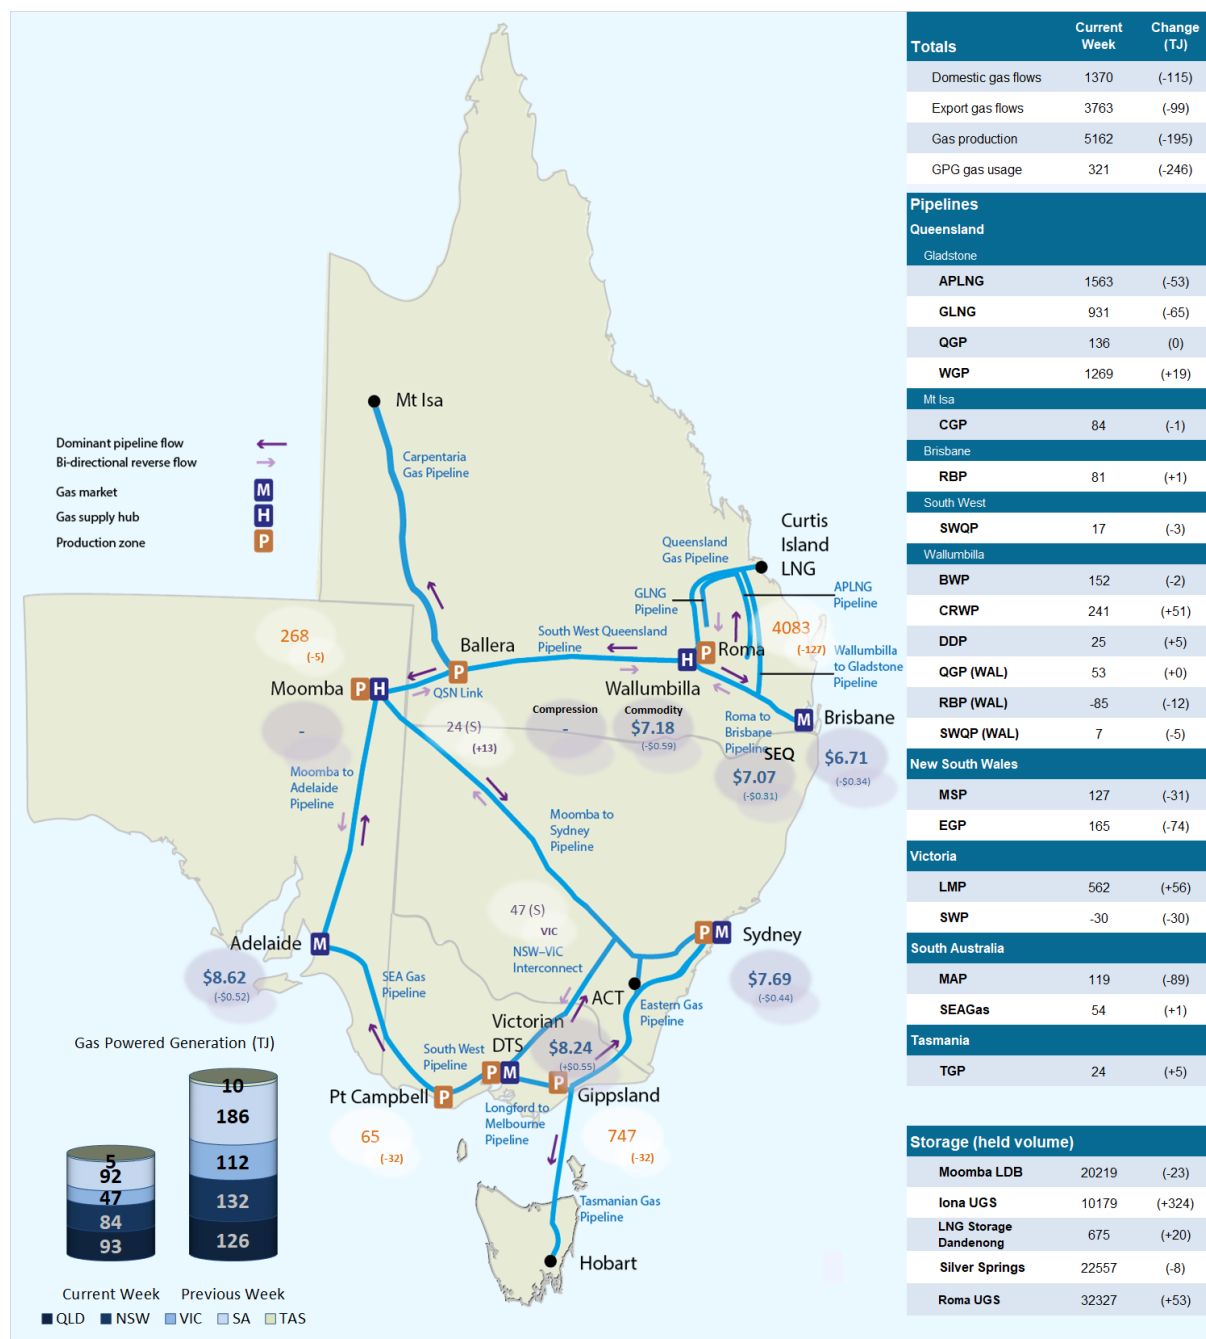 Mt Isa
Dominant pipeline flow
Bi-directional reverse flow
Gas market
M
Gas supply hub
H
Production zone
P
Carpentaria
Gas Pipeline
Curtis
Island
LNG
Queensland
Gas Pipeline
GLNG
Pipeline
APLNG
Pipeline
4083
(-127)
Wallumbilla
to Gladstone
Pipeline
268
(-5)
South West Queensland
Pipeline
Ballera
P
H
P
Roma
Moomba
P
H
QSN Link
Wallumbilla
-
24 (S)
(+13)
Compression
-
Commodity
$7.18
(-$0.59)
Roma to
Brisbane
Pipeline
M
Brisbane
SEQ
$7.07
(-$0.31)
$6.71
(-$0.34)
Moomba to
Adelaide
Pipeline
Moomba to
Sydney
Pipeline
47 (S)
VIC
NSW–VIC
Interconnect
Adelaide
M
P
M
Sydney
$8.62
(-$0.52)
SEA Gas
Pipeline
ACT
Eastern Gas
Pipeline
$7.69
(-$0.44)
Victorian
DTS
$8.24
(+$0.55)
South West
Pipeline
P
M
P
Pt Campbell
P
Gippsland
Longford to
Melbourne
Pipeline
65
(-32)
747
(-32)
Tasmanian Gas
Pipeline
Hobart
Gas Powered Generation (TJ)
5
92
47
84
93
10
186
112
132
126
Current Week
Previous Week
QLD NSW VIC SA TAS
Totals Current Week Change (TJ)
Domestic gas flows 1370 (-115)
Export gas flows 3763 (-99)
Gas production 5162 (-195)
GPG gas usage 321 (-246)
Pipelines
Queensland
Gladstone
APLNG 1563 (-53)
GLNG 931 (-65)
QGP 136 (0)
WGP 1269 (+19)
Mt Isa
CGP 84 (-1)
Brisbane
RBP 81 (+1)
South West
SWQP 17 (-3)
Wallumbilla
BWP 152 (-2)
CRWP 241 (+51)
DDP 25 (+5)
QGP (WAL) 53 (+0)
RBP (WAL) -85 (-12)
SWQP (WAL) 7 (-5)
New South Wales
MSP 127 (-31)
EGP 165 (-74)
Victoria
LMP 562 (+56)
SWP -30 (-30)
South Australia
MAP 119 (-89)
SEAGas 54 (+1)
Tasmania
TGP 24 (+5)
Storage (held volume)
Moomba LDB 20219 (-23)
Iona UGS 10179 (+324)
LNG Storage
Dandenong 675 (+20)
Silver Springs 22557 (-8)
Roma UGS 32327 (+53)